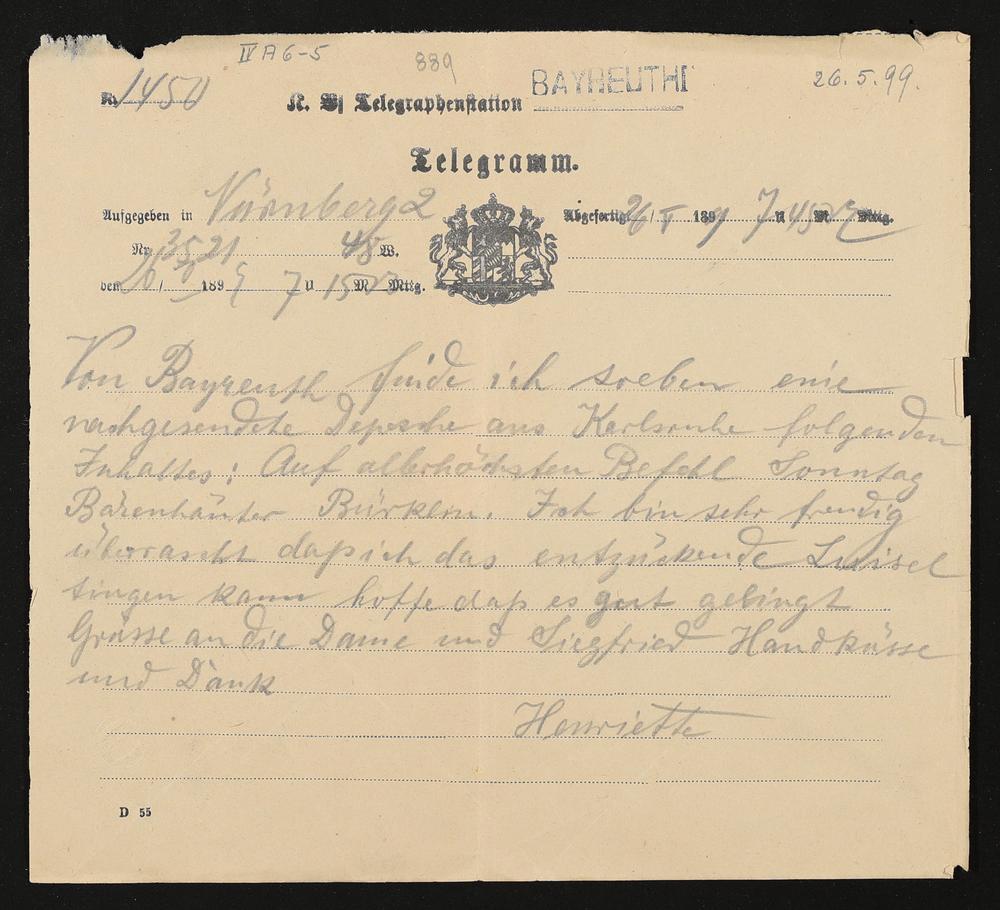 IV A 6-5
889
26.5.99.
№ 1450 K. B. Telegraphenstation BAYREUTH
Telegramm.
Aufgegeben in Nürnberg 2
Abgefertigt 26/V 1899 7 U 45 M Mttg.
Nr. 3521 45 W.
den 26/V 1899 7 U 15 M Mttg.
Von Bayreuth finde ich soeben eine
nachgesendete Depesche aus Karlsruhe folgenden
Inhaltes: Auf allerhöchsten Befehl Sonntag
Bärenhäuter Bürklein. Ich bin sehr freudig
überrascht daß ich das entzückende Luisel
singen kann hoffe daß es gut gelingt
Grüsse an die Dame und Siegfried Handküsse
und Dank
Henriette
D 55